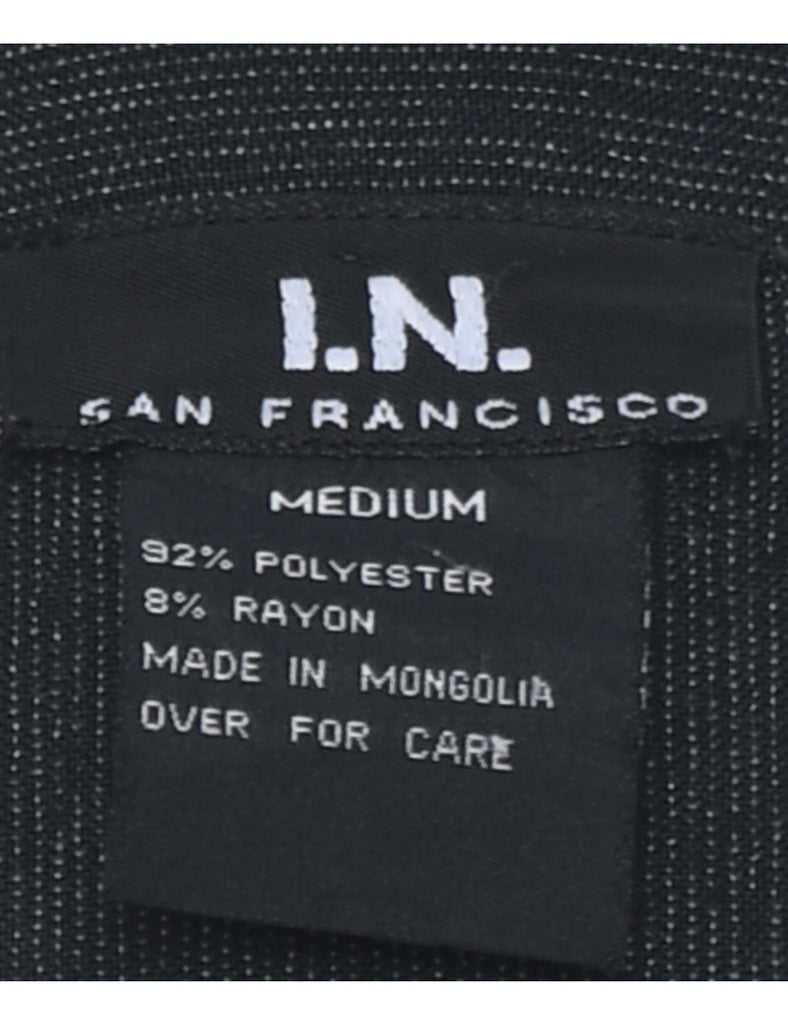 I.N.
SAN FRANCISCO
MEDIUM
92% POLYESTER
8% RAYON
MADE IN MONGOLIA
OVER FOR CARE